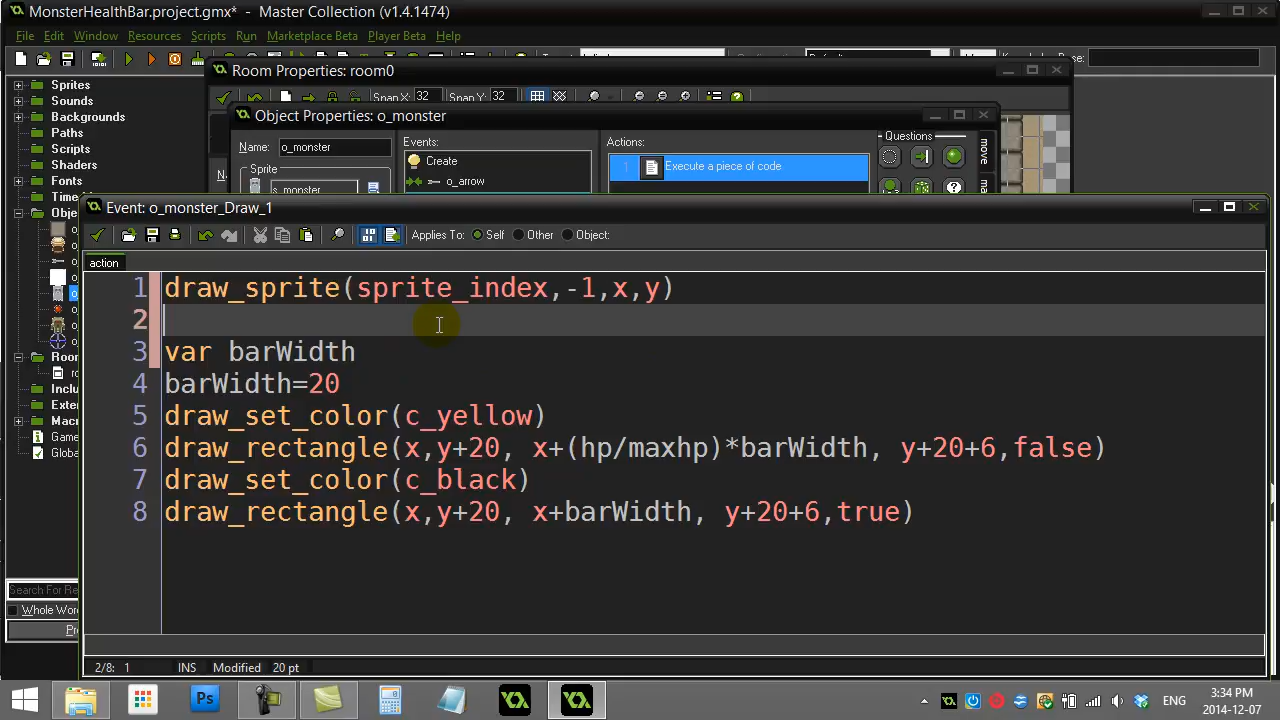 MonsterHealthBar.project.gmx* - Master Collection (v1.4.1474)
File Edit Window Resources Scripts Run Marketplace Beta Player Beta Help
Room Properties: room0
Snap X: 32 Snap Y: 32
Object Properties: o_monster
Name: o_monster
Events:
Actions:
Questions
Sprite
s_monster
Create
o_arrow
1 Execute a piece of code
move
Sprites
Sounds
Backgrounds
Paths
Scripts
Shaders
Fonts
Event: o_monster_Draw_1
Applies To: Self Other Object:
action
1 draw_sprite(sprite_index,-1,x,y)
2
3 var barWidth
4 barWidth=20
5 draw_set_color(c_yellow)
6 draw_rectangle(x,y+20, x+(hp/maxhp)*barWidth, y+20+6,false)
7 draw_set_color(c_black)
8 draw_rectangle(x,y+20, x+barWidth, y+20+6,true)
2/8: 1 INS Modified 20 pt
ENG
3:34 PM
2014-12-07